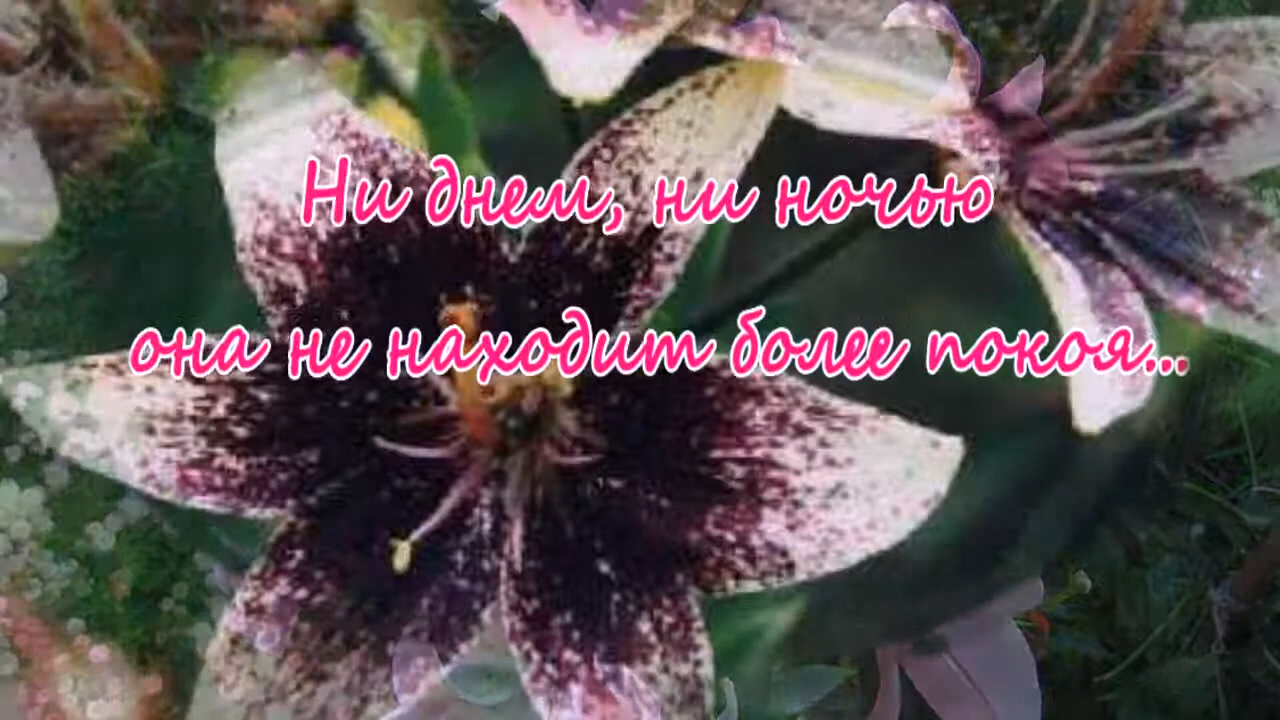 Ни днем, ни ночью
она не находит более покоя...